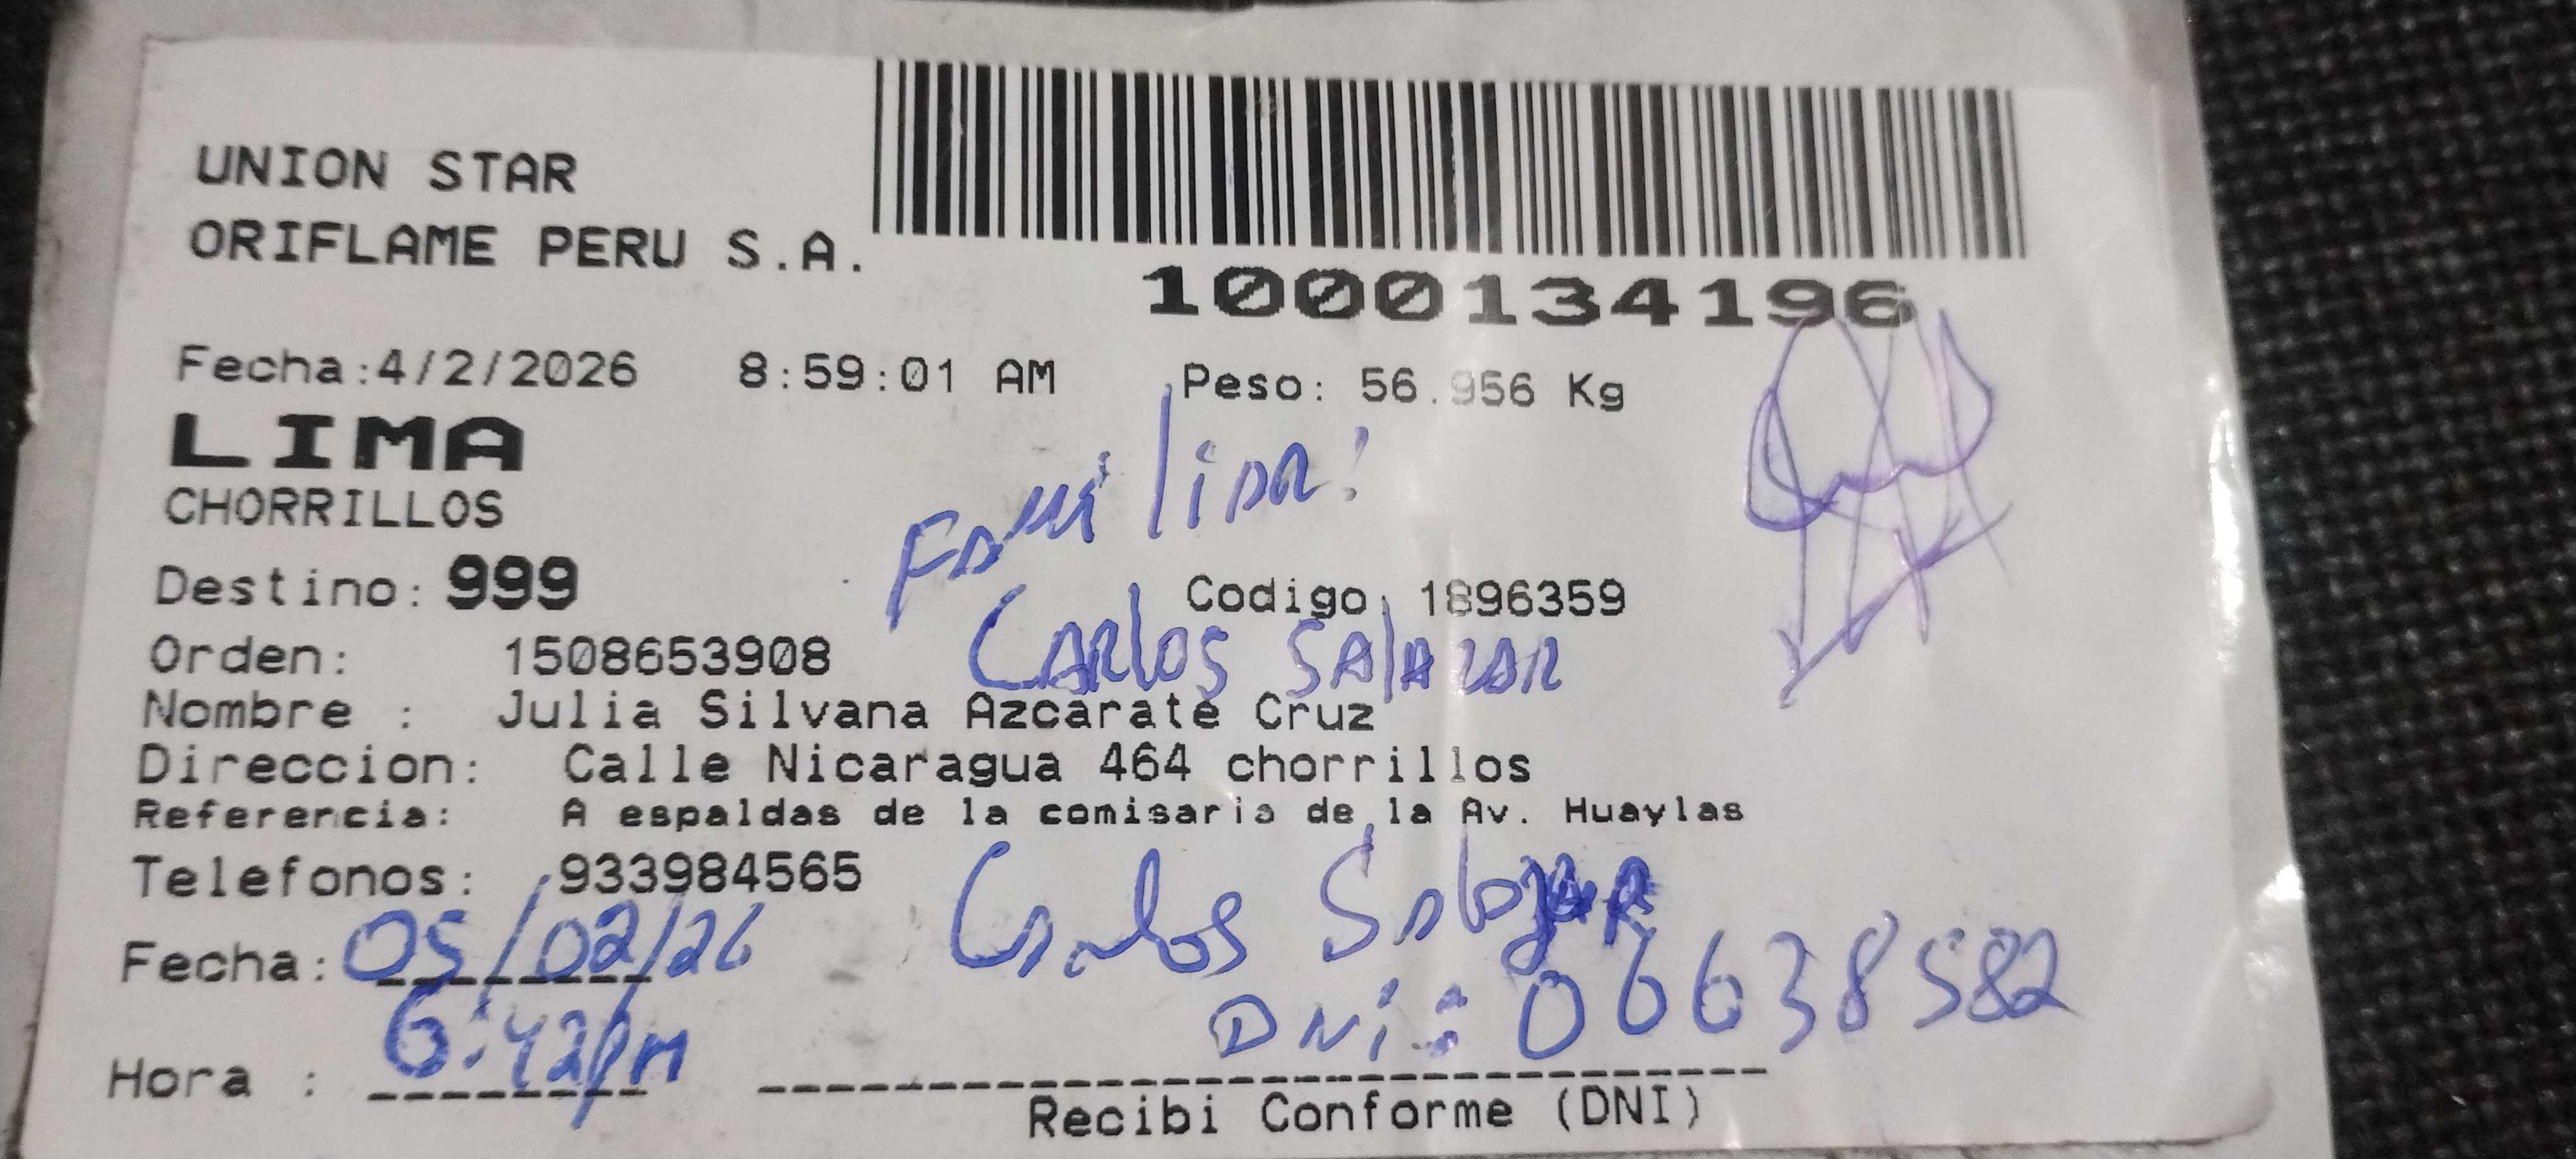 UNION STAR
ORIFLAME PERU S.A.
1000134196
Fecha:4/2/2026 8:59:01 AM Peso: 56.956 Kg
LIMA
CHORRILLOS
Familiar:
Destino: 999 Codigo: 1896359
Carlos Salazar
Orden: 1508653908
Nombre : Julia Silvana Azcarate Cruz
Direccion: Calle Nicaragua 464 chorrillos
Referencia: A espaldas de la comisaria de la Av. Huaylas
Telefonos: 933984565
Carlos Salazar
Fecha: 05/02/26
DNI: 06638582
Hora : 6:42pm
Recibi Conforme (DNI)